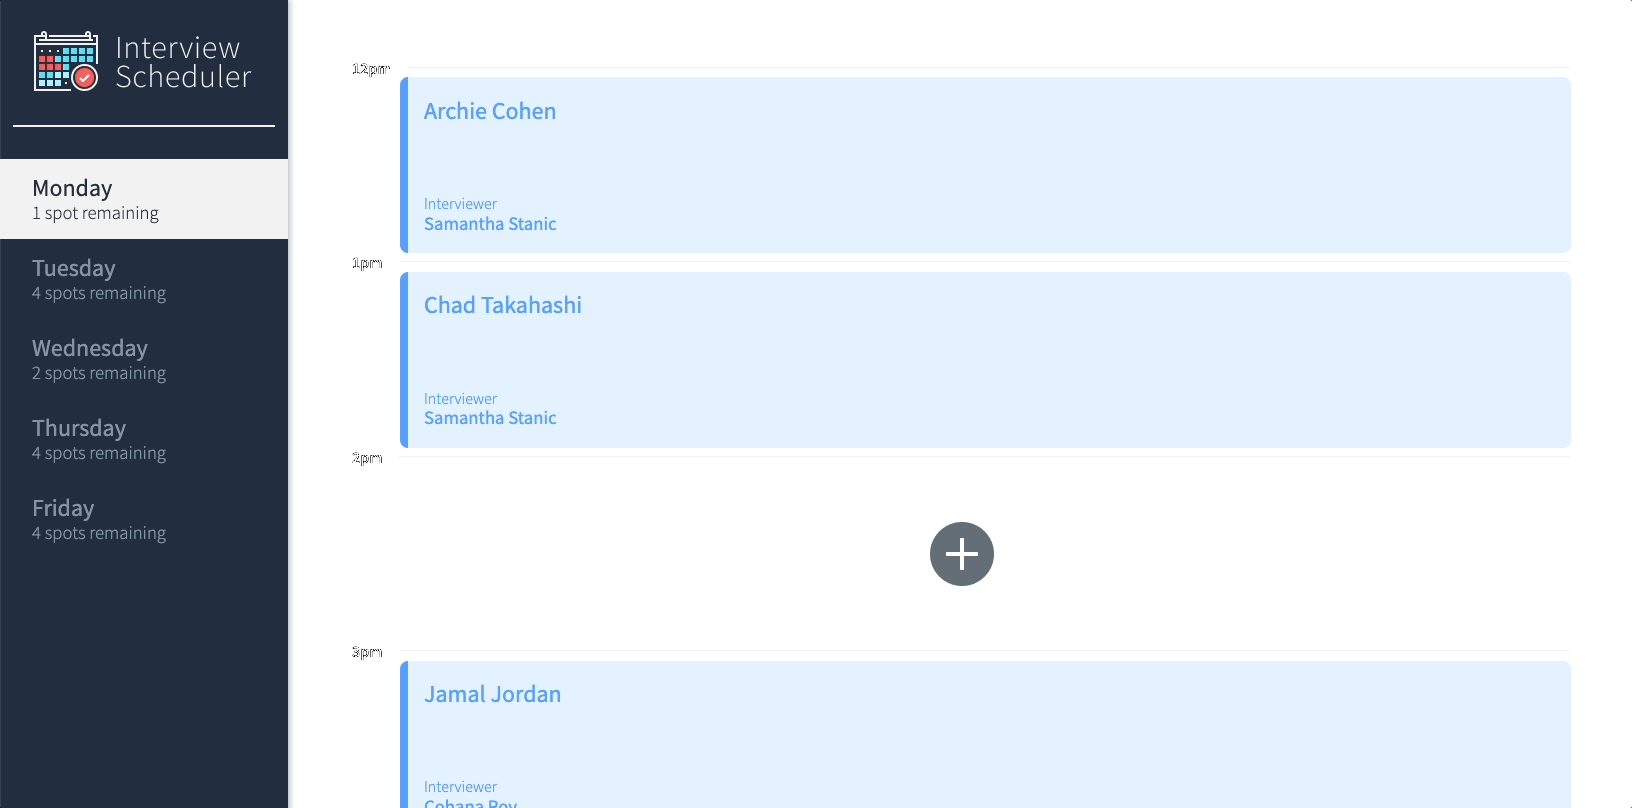 Interview
Scheduler
Monday
1 spot remaining
Tuesday
4 spots remaining
Wednesday
2 spots remaining
Thursday
4 spots remaining
Friday
4 spots remaining
12pm
Archie Cohen
Interviewer
Samantha Stanic
1pm
Chad Takahashi
Interviewer
Samantha Stanic
2pm
3pm
Jamal Jordan
Interviewer
Cohana Roy